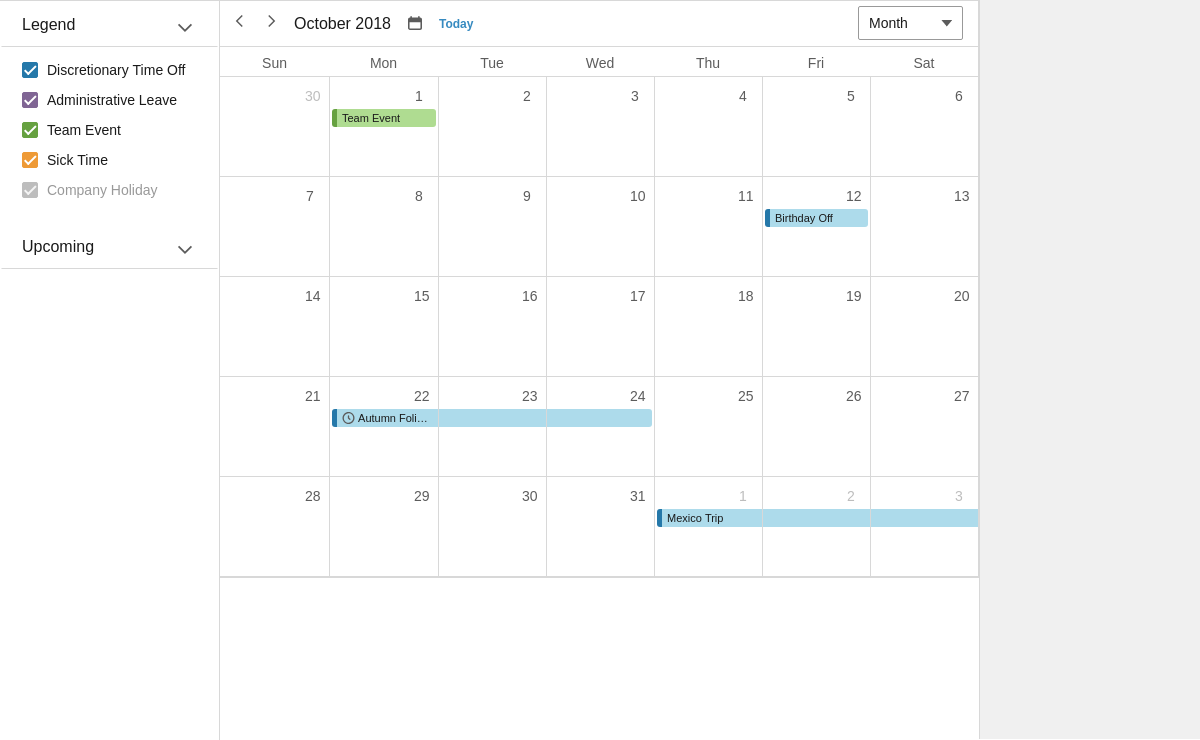 Legend
Discretionary Time Off
Administrative Leave
Team Event
Sick Time
Company Holiday
Upcoming
October 2018 Today Month
Sun Mon Tue Wed Thu Fri Sat
30 1 2 3 4 5 6
Team Event
7 8 9 10 11 12 13
Birthday Off
14 15 16 17 18 19 20
21 22 23 24 25 26 27
Autumn Foli…
28 29 30 31 1 2 3
Mexico Trip